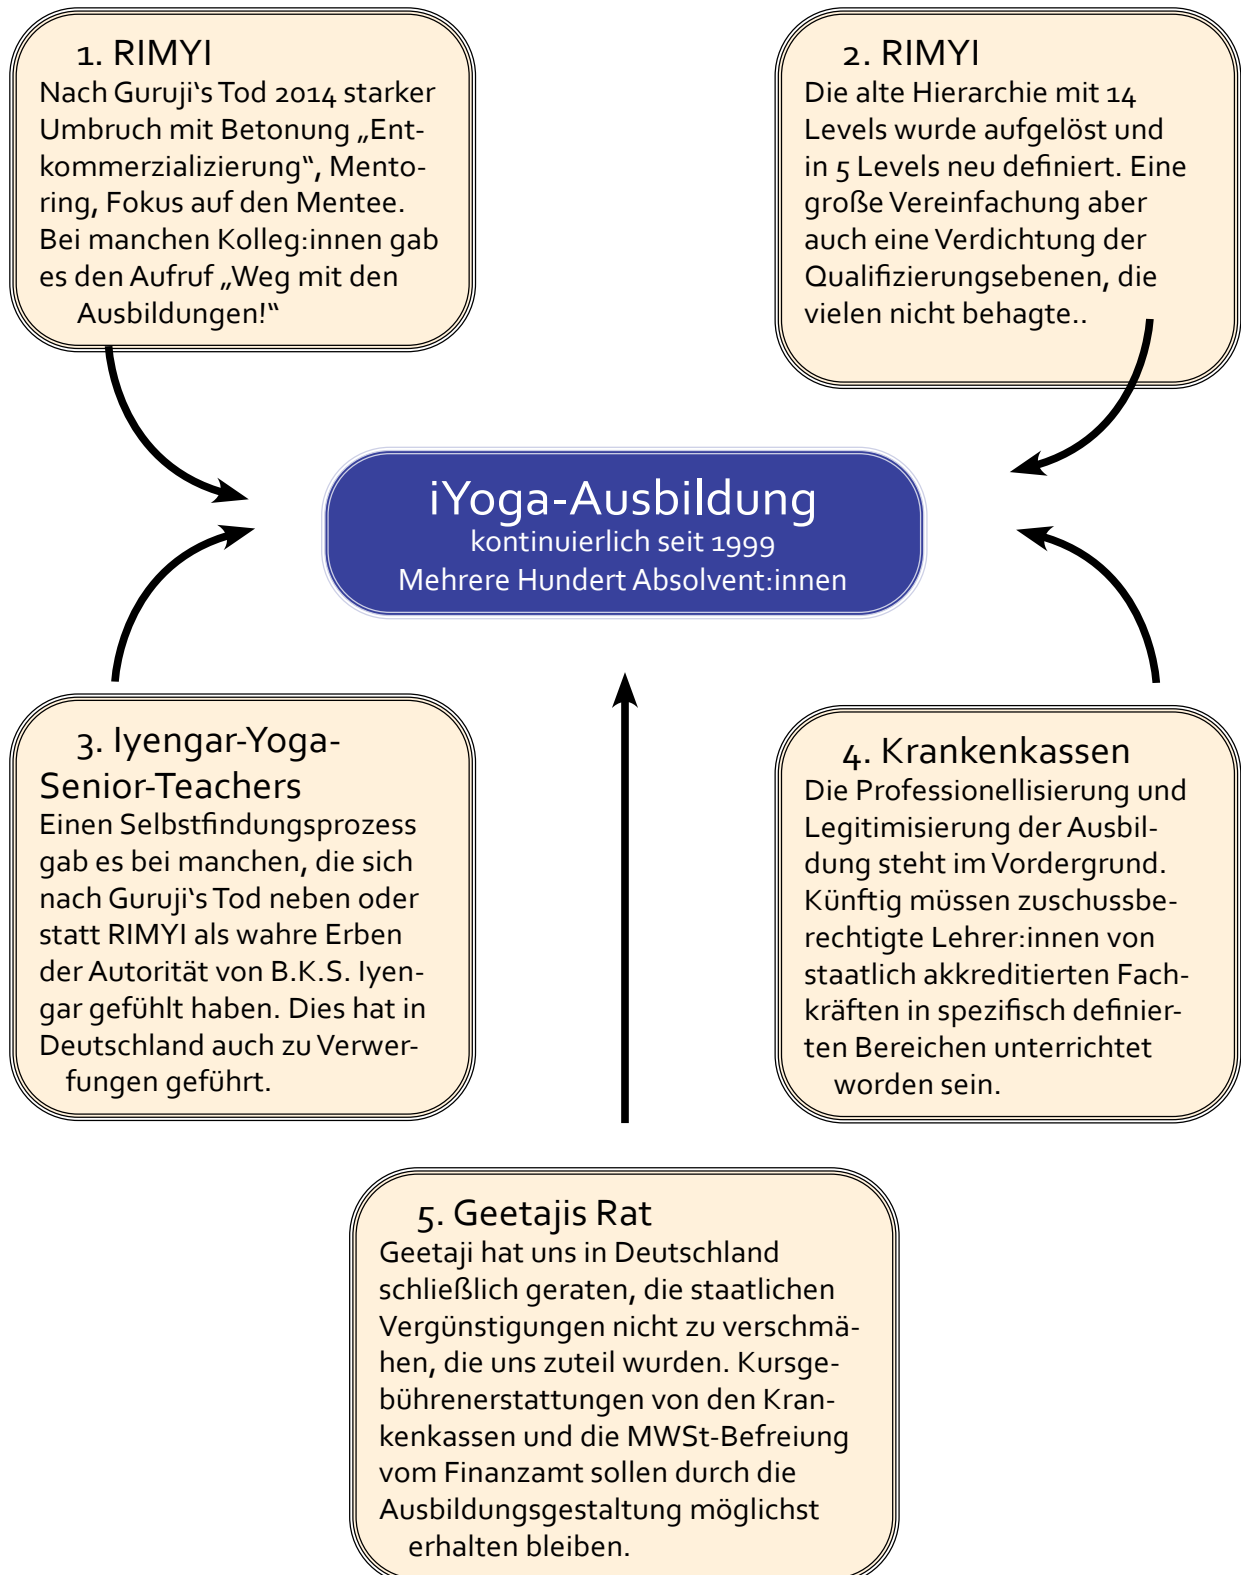 1. RIMYI
Nach Guruji‘s Tod 2014 starker
Umbruch mit Betonung „Ent-
kommerzializierung“, Mento-
ring, Fokus auf den Mentee.
Bei manchen Kolleg:innen gab
es den Aufruf „Weg mit den
Ausbildungen!“
2. RIMYI
Die alte Hierarchie mit 14
Levels wurde aufgelöst und
in 5 Levels neu definiert. Eine
große Vereinfachung aber
auch eine Verdichtung der
Qualifizierungsebenen, die
vielen nicht behagte..
iYoga-Ausbildung
kontinuierlich seit 1999
Mehrere Hundert Absolvent:innen
3. Iyengar-Yoga-
Senior-Teachers
Einen Selbstfindungsprozess
gab es bei manchen, die sich
nach Guruji‘s Tod neben oder
statt RIMYI als wahre Erben
der Autorität von B.K.S. Iyen-
gar gefühlt haben. Dies hat in
Deutschland auch zu Verwer-
fungen geführt.
4. Krankenkassen
Die Professionellisierung und
Legitimisierung der Ausbil-
dung steht im Vordergrund.
Künftig müssen zuschussbe-
rechtigte Lehrer:innen von
staatlich akkreditierten Fach-
kräften in spezifisch definier-
ten Bereichen unterrichtet
worden sein.
5. Geetajis Rat
Geetaji hat uns in Deutschland
schließlich geraten, die staatlichen
Vergünstigungen nicht zu verschmä-
hen, die uns zuteil wurden. Kursge-
bührenerstattungen von den Kran-
kenkassen und die MWSt-Befreiung
vom Finanzamt sollen durch die
Ausbildungsgestaltung möglichst
erhalten bleiben.